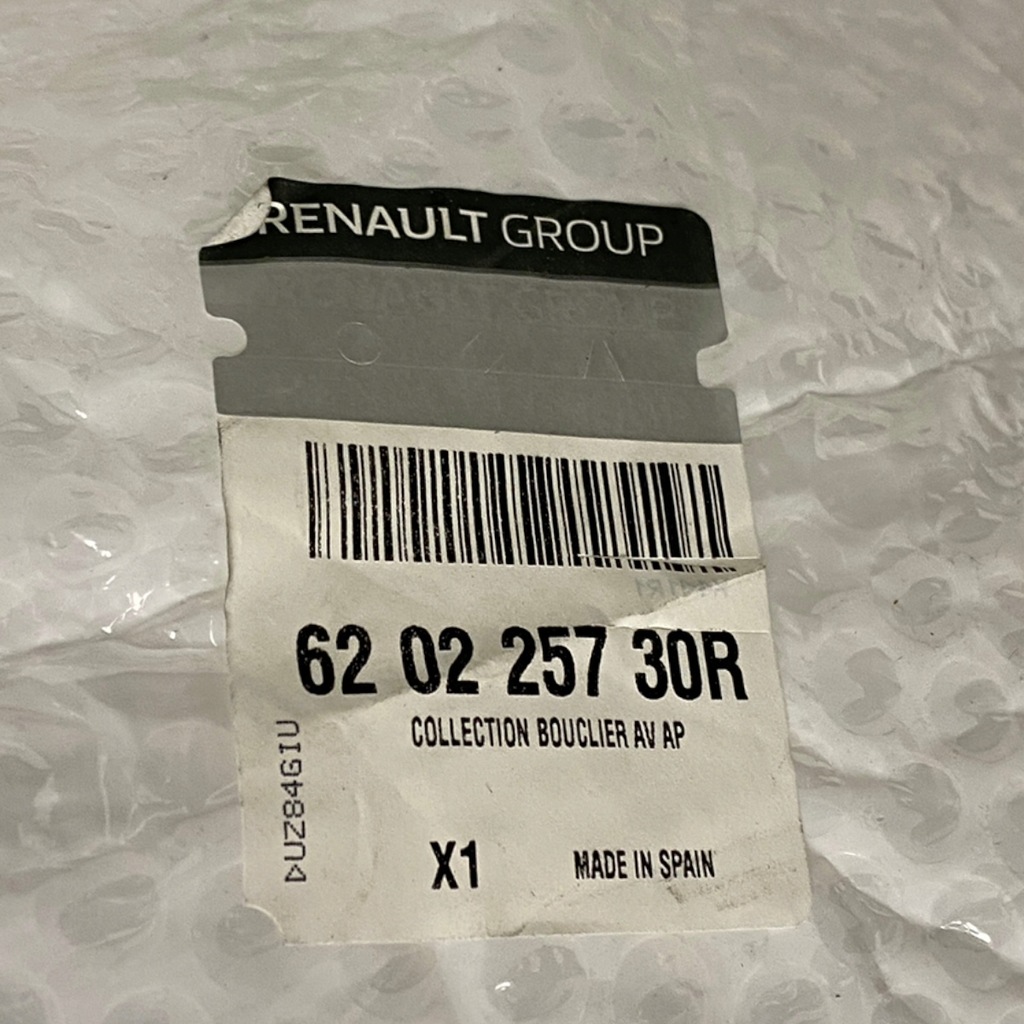 RENAULT GROUP
62 02 257 30R
COLLECTION BOUCLIER AV AP
DUZ84GIU
X1
MADE IN SPAIN